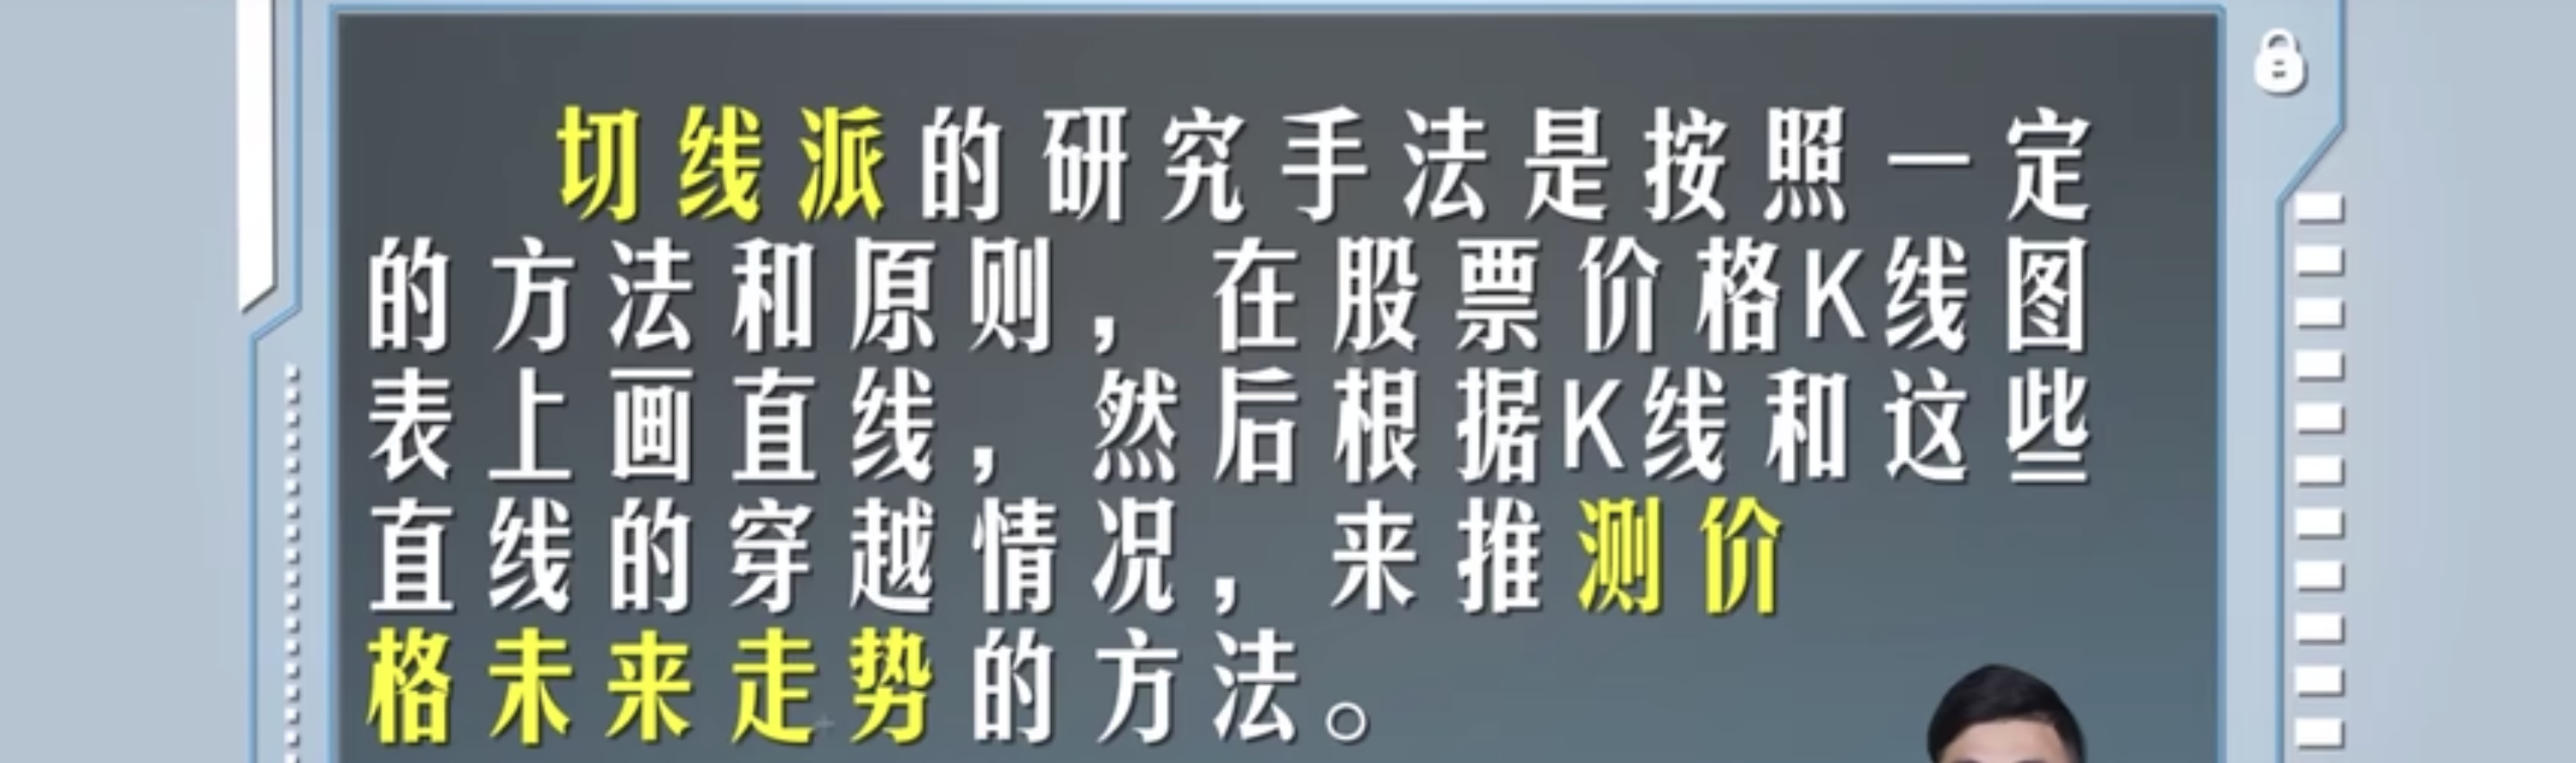 切线派的研究手法是按照一定
的方法和原则，在股票价格K线图
表上画直线，然后根据K线和这些
直线的穿越情况，来推测价
格未来走势的方法。